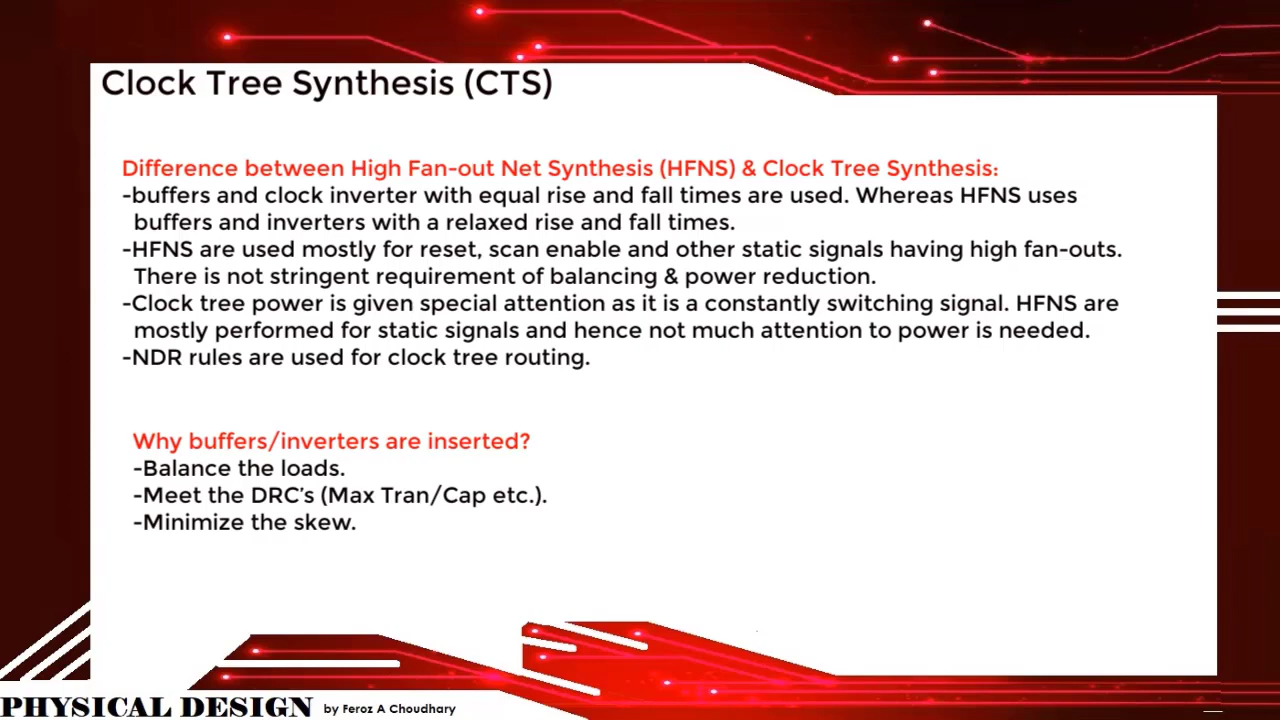 Clock Tree Synthesis (CTS)
Difference between High Fan-out Net Synthesis (HFNS) & Clock Tree Synthesis:
-buffers and clock inverter with equal rise and fall times are used. Whereas HFNS uses
buffers and inverters with a relaxed rise and fall times.
-HFNS are used mostly for reset, scan enable and other static signals having high fan-outs.
There is not stringent requirement of balancing & power reduction.
-Clock tree power is given special attention as it is a constantly switching signal. HFNS are
mostly performed for static signals and hence not much attention to power is needed.
-NDR rules are used for clock tree routing.
Why buffers/inverters are inserted?
-Balance the loads.
-Meet the DRC's (Max Tran/Cap etc.).
-Minimize the skew.
PHYSICAL DESIGN by Feroz A Choudhary